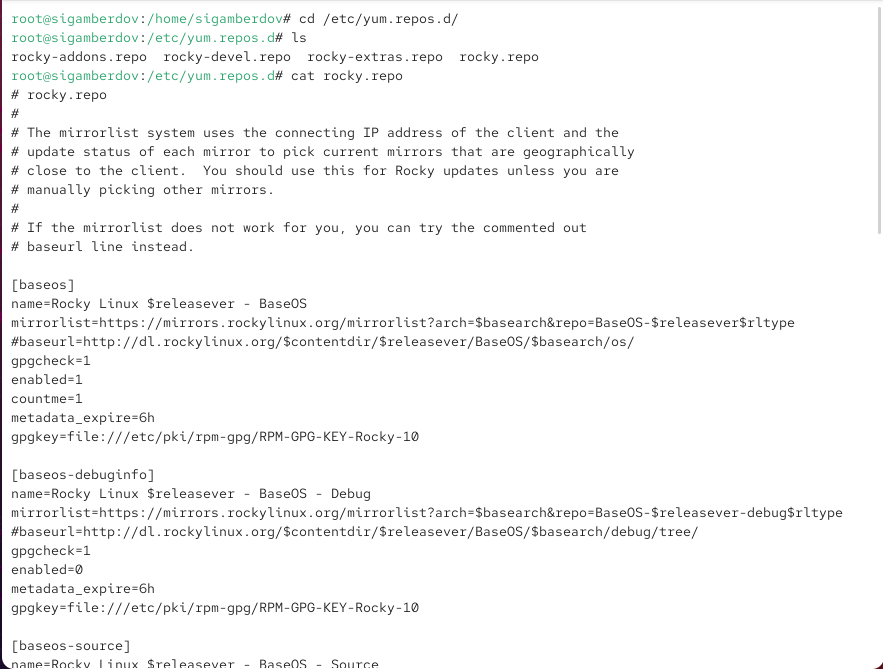 root@sigamberdov:/home/sigamberdov# cd /etc/yum.repos.d/
root@sigamberdov:/etc/yum.repos.d# ls
rocky-addons.repo  rocky-devel.repo  rocky-extras.repo  rocky.repo
root@sigamberdov:/etc/yum.repos.d# cat rocky.repo
# rocky.repo
#
# The mirrorlist system uses the connecting IP address of the client and the
# update status of each mirror to pick current mirrors that are geographically
# close to the client.  You should use this for Rocky updates unless you are
# manually picking other mirrors.
#
# If the mirrorlist does not work for you, you can try the commented out
# baseurl line instead.

[baseos]
name=Rocky Linux $releasever - BaseOS
mirrorlist=https://mirrors.rockylinux.org/mirrorlist?arch=$basearch&repo=BaseOS-$releasever$rltype
#baseurl=http://dl.rockylinux.org/$contentdir/$releasever/BaseOS/$basearch/os/
gpgcheck=1
enabled=1
countme=1
metadata_expire=6h
gpgkey=file:///etc/pki/rpm-gpg/RPM-GPG-KEY-Rocky-10

[baseos-debuginfo]
name=Rocky Linux $releasever - BaseOS - Debug
mirrorlist=https://mirrors.rockylinux.org/mirrorlist?arch=$basearch&repo=BaseOS-$releasever-debug$rltype
#baseurl=http://dl.rockylinux.org/$contentdir/$releasever/BaseOS/$basearch/debug/tree/
gpgcheck=1
enabled=0
metadata_expire=6h
gpgkey=file:///etc/pki/rpm-gpg/RPM-GPG-KEY-Rocky-10

[baseos-source]
name=Rocky Linux $releasever - BaseOS - Source